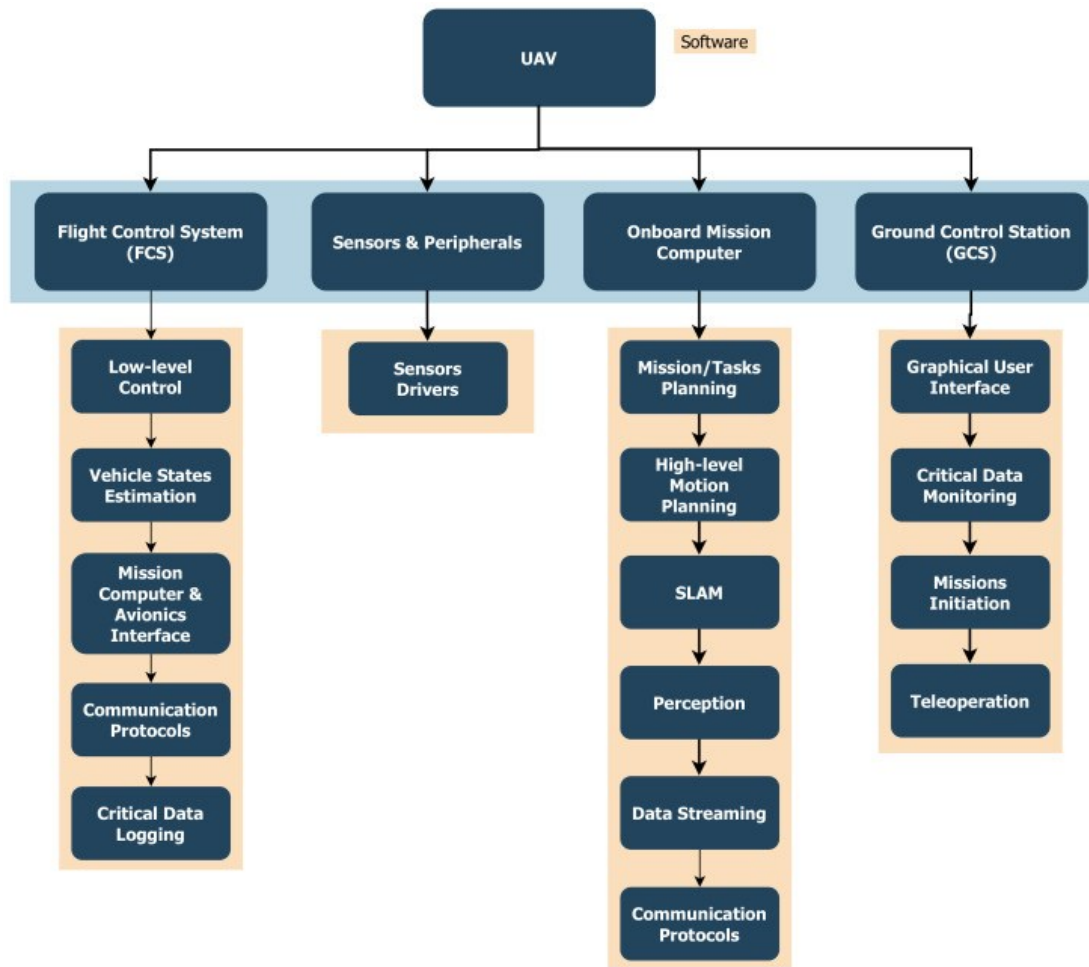 UAV
Software
Flight Control System
(FCS)
Sensors & Peripherals
Onboard Mission
Computer
Ground Control Station
(GCS)
Low-level
Control
Vehicle States
Estimation
Mission
Computer &
Avionics
Interface
Communication
Protocols
Critical Data
Logging
Sensors
Drivers
Mission/Tasks
Planning
High-level
Motion
Planning
SLAM
Perception
Data Streaming
Communication
Protocols
Graphical User
Interface
Critical Data
Monitoring
Missions
Initiation
Teleoperation